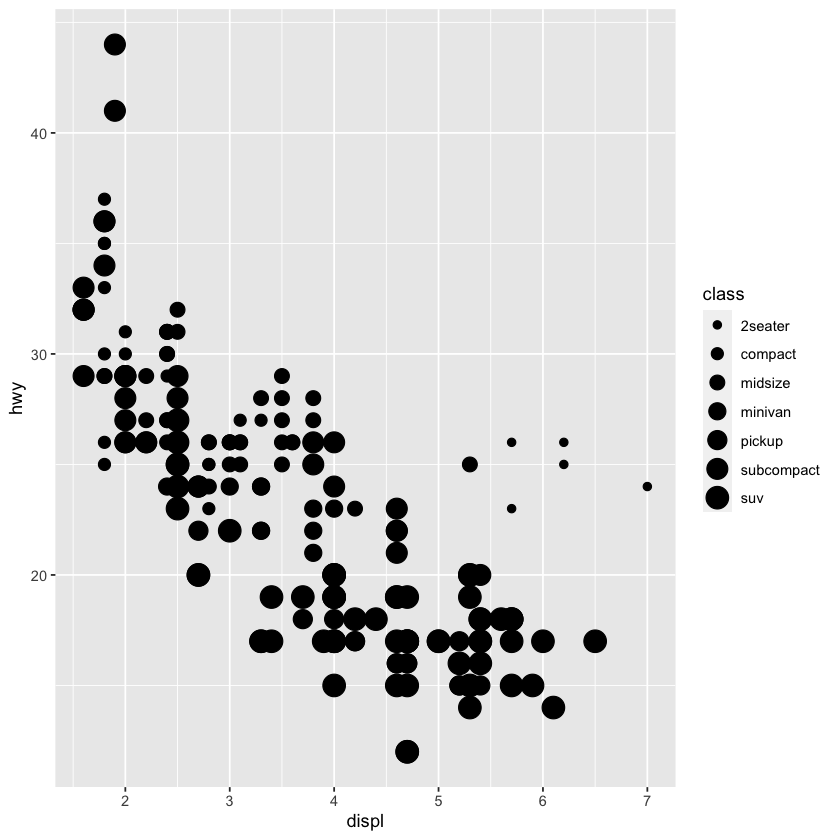 40
30
20
hwy
2 3 4 5 6 7
displ
class
2seater
compact
midsize
minivan
pickup
subcompact
suv